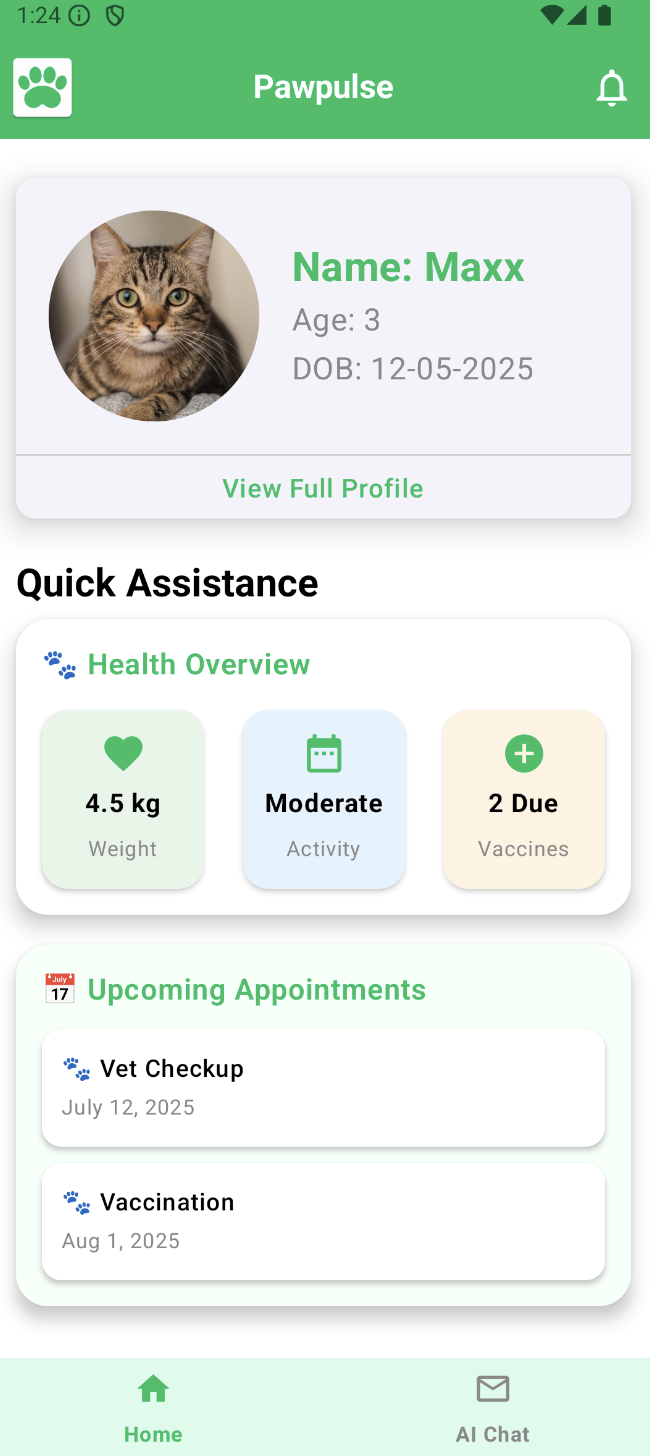 1:24
Pawpulse
Name: Maxx
Age: 3
DOB: 12-05-2025
View Full Profile
Quick Assistance
Health Overview
4.5 kg
Moderate
2 Due
Weight
Activity
Vaccines
July
17
Upcoming Appointments
Vet Checkup
July 12, 2025
Vaccination
Aug 1, 2025
Home
AI Chat